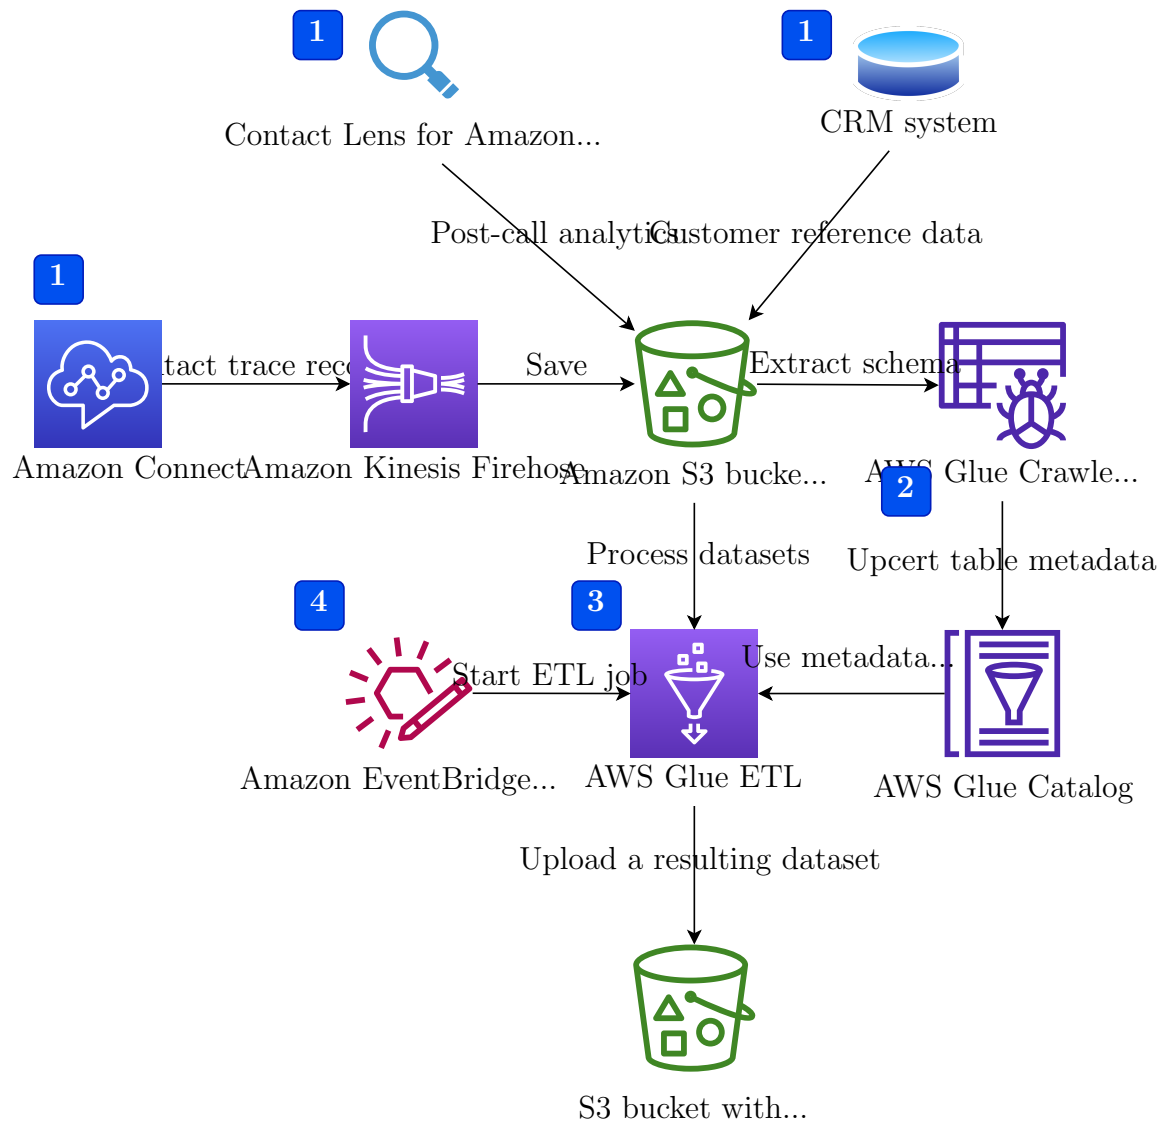 1
1
Contact Lens for Amazon...
CRM system
Post-call analytics
Customer reference data
1
tact trace reco
Save
Extract schema
Amazon Connect
Amazon Kinesis Firehose
Amazon S3 bucke...
AWS Glue Crawle...
2
Process datasets
Upcert table metadata
4
3
Start ETL job
Use metadata...
Amazon EventBridge...
AWS Glue ETL
AWS Glue Catalog
Upload a resulting dataset
S3 bucket with...